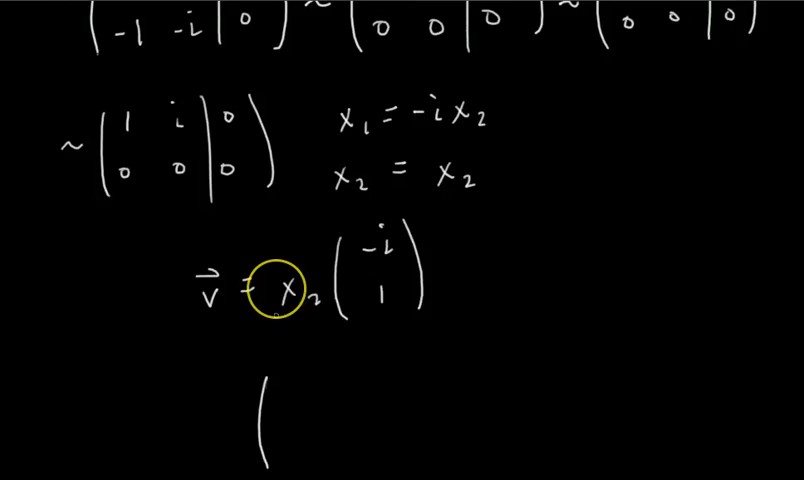 ( -1 -i | 0 ) ~ ( 0 0 | 0 ) ~ ( 0 0 | 0 )
~ ( 1 i | 0 ) x₁ = -i x₂
( 0 0 | 0 ) x₂ = x₂
( -i )
v⃗ = x₂ ( 1 )
(